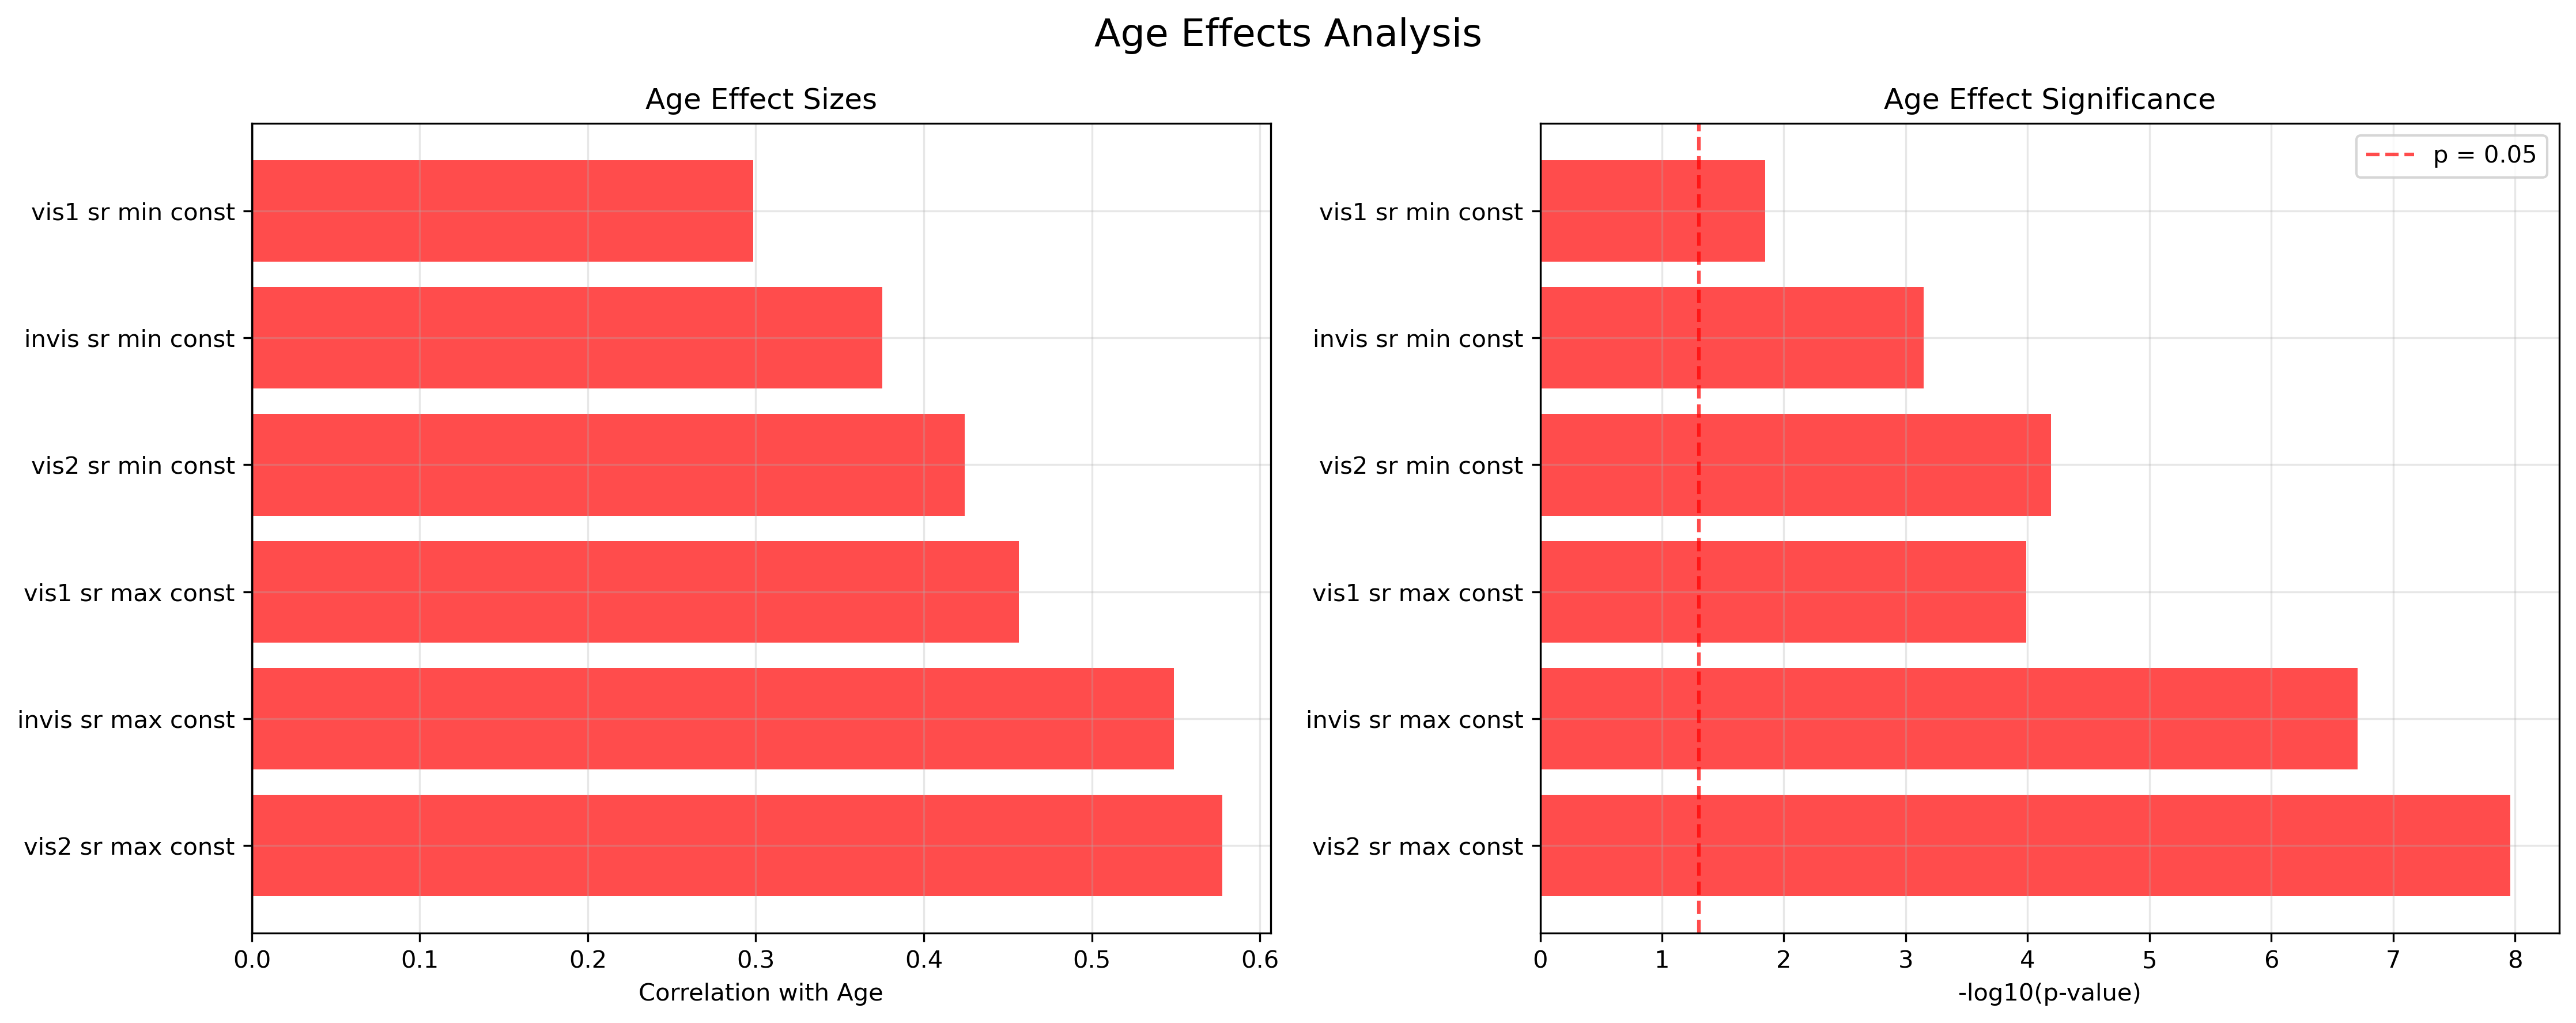 Age Effects Analysis
Age Effect Sizes
vis1 sr min const
invis sr min const
vis2 sr min const
vis1 sr max const
invis sr max const
vis2 sr max const
0.0 0.1 0.2 0.3 0.4 0.5 0.6
Correlation with Age
Age Effect Significance
p = 0.05
vis1 sr min const
invis sr min const
vis2 sr min const
vis1 sr max const
invis sr max const
vis2 sr max const
0 1 2 3 4 5 6 7 8
-log10(p-value)